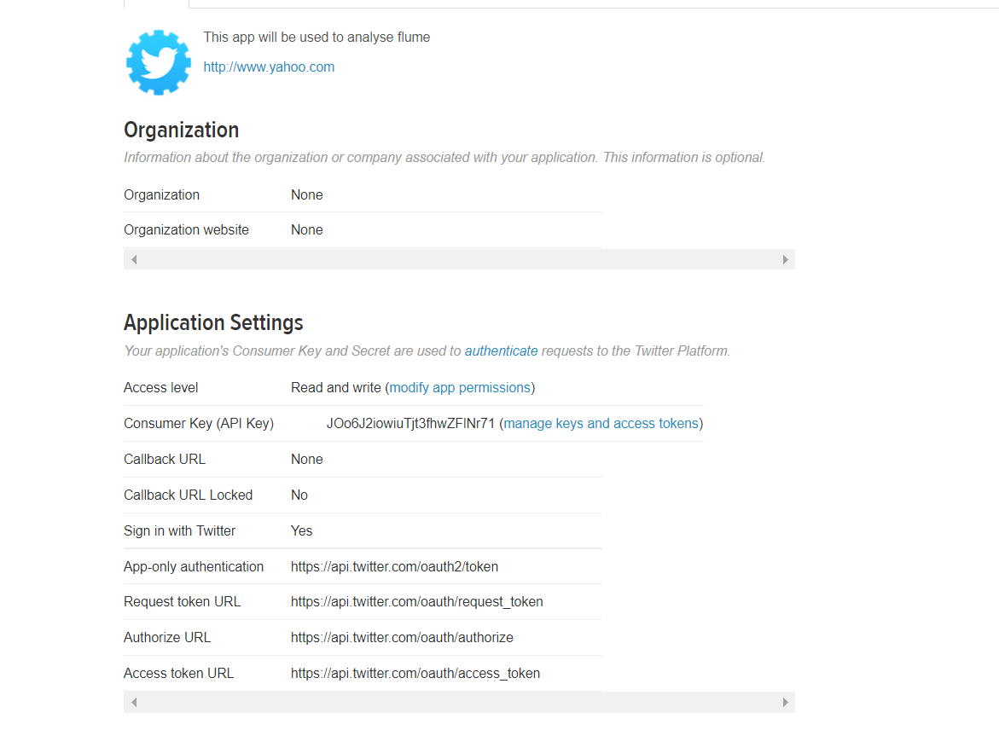 This app will be used to analyse flume
http://www.yahoo.com
Organization
Information about the organization or company associated with your application. This information is optional.
Organization None
Organization website None
Application Settings
Your application's Consumer Key and Secret are used to authenticate requests to the Twitter Platform.
Access level Read and write (modify app permissions)
Consumer Key (API Key) JOo6J2iowiuTjt3fhwZFlNr71 (manage keys and access tokens)
Callback URL None
Callback URL Locked No
Sign in with Twitter Yes
App-only authentication https://api.twitter.com/oauth2/token
Request token URL https://api.twitter.com/oauth/request_token
Authorize URL https://api.twitter.com/oauth/authorize
Access token URL https://api.twitter.com/oauth/access_token